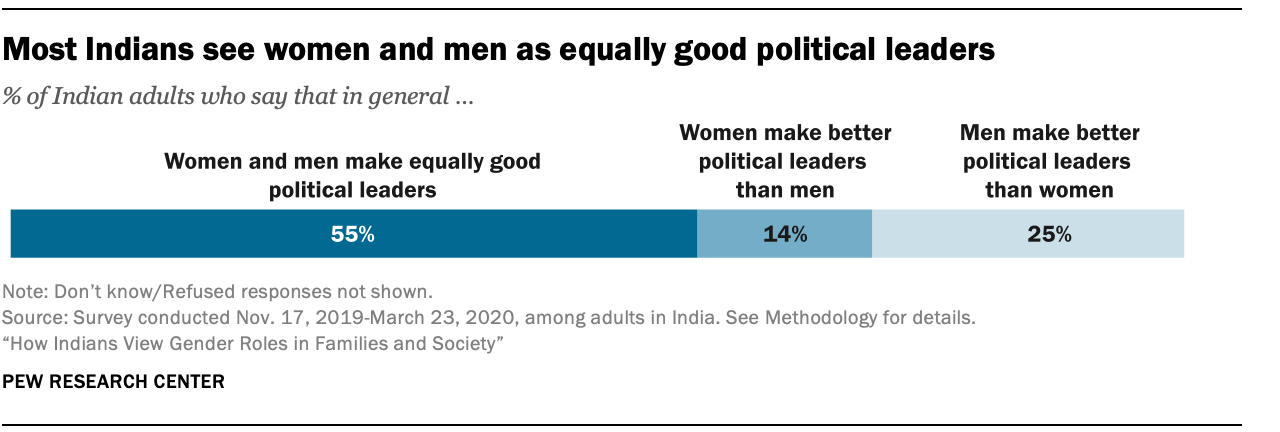 Most Indians see women and men as equally good political leaders
% of Indian adults who say that in general ...
Women and men make equally good
political leaders
Women make better
political leaders
than men
Men make better
political leaders
than women
55%
14%
25%
Note: Don’t know/Refused responses not shown.
Source: Survey conducted Nov. 17, 2019-March 23, 2020, among adults in India. See Methodology for details.
“How Indians View Gender Roles in Families and Society”
PEW RESEARCH CENTER